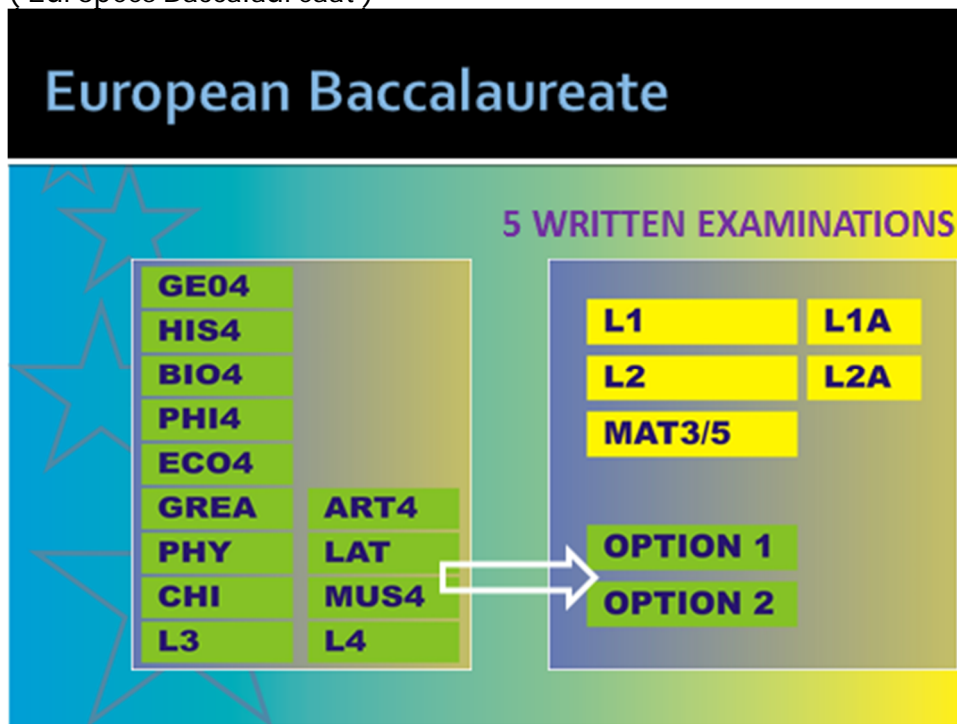 European Baccalaureate
5 WRITTEN EXAMINATIONS
GE04
HIS4
BIO4
PHI4
ECO4
GREA ART4
PHY LAT
CHI MUS4
L3 L4
L1 L1A
L2 L2A
MAT3/5
OPTION 1
OPTION 2